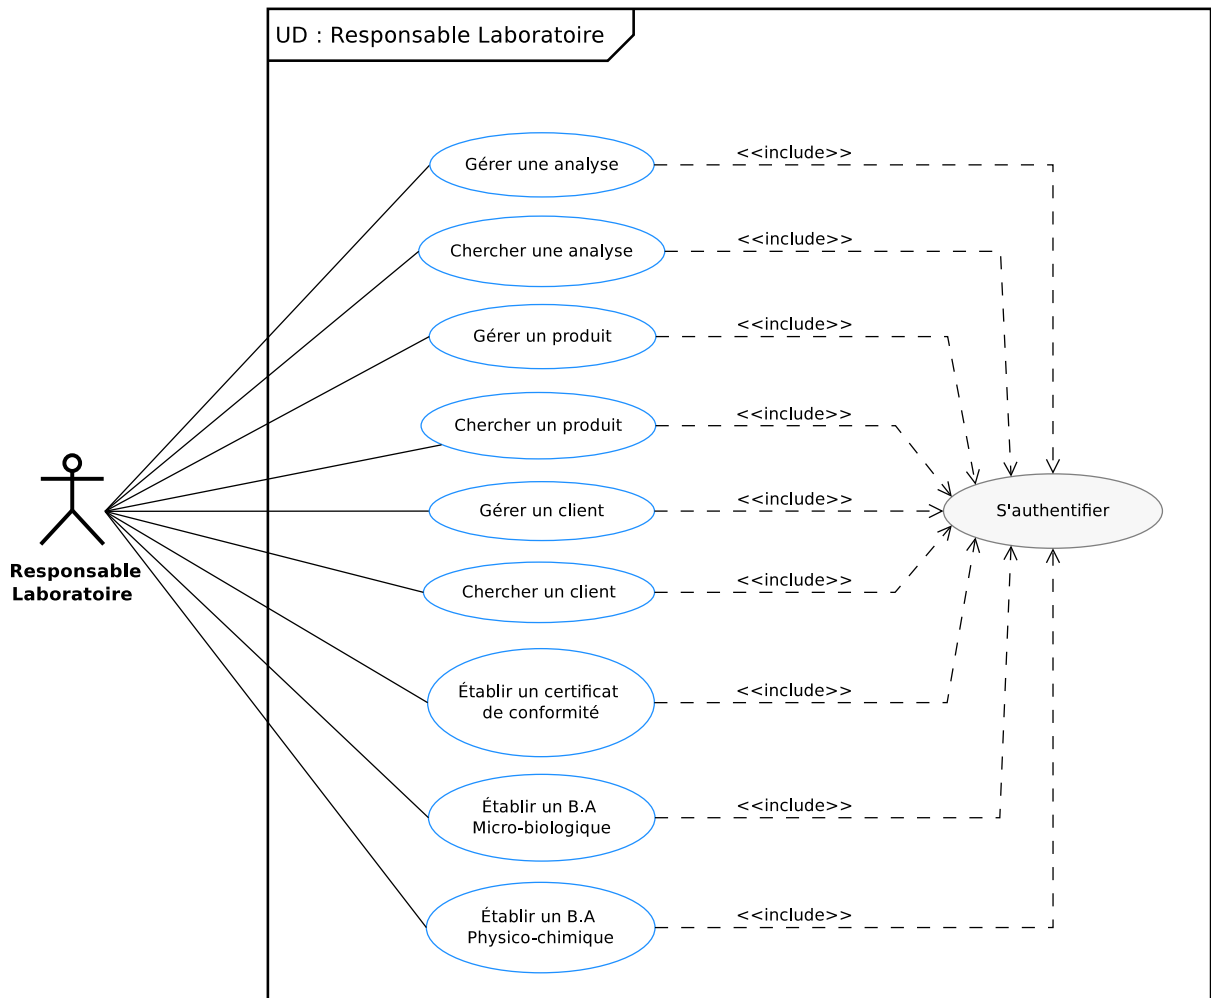 UD : Responsable Laboratoire
Gérer une analyse
<<include>>
Chercher une analyse
<<include>>
Gérer un produit
<<include>>
Chercher un produit
<<include>>
Gérer un client
<<include>>
S'authentifier
Responsable
Laboratoire
Chercher un client
<<include>>
Établir un certificat
de conformité
<<include>>
Établir un B.A
Micro-biologique
<<include>>
Établir un B.A
Physico-chimique
<<include>>